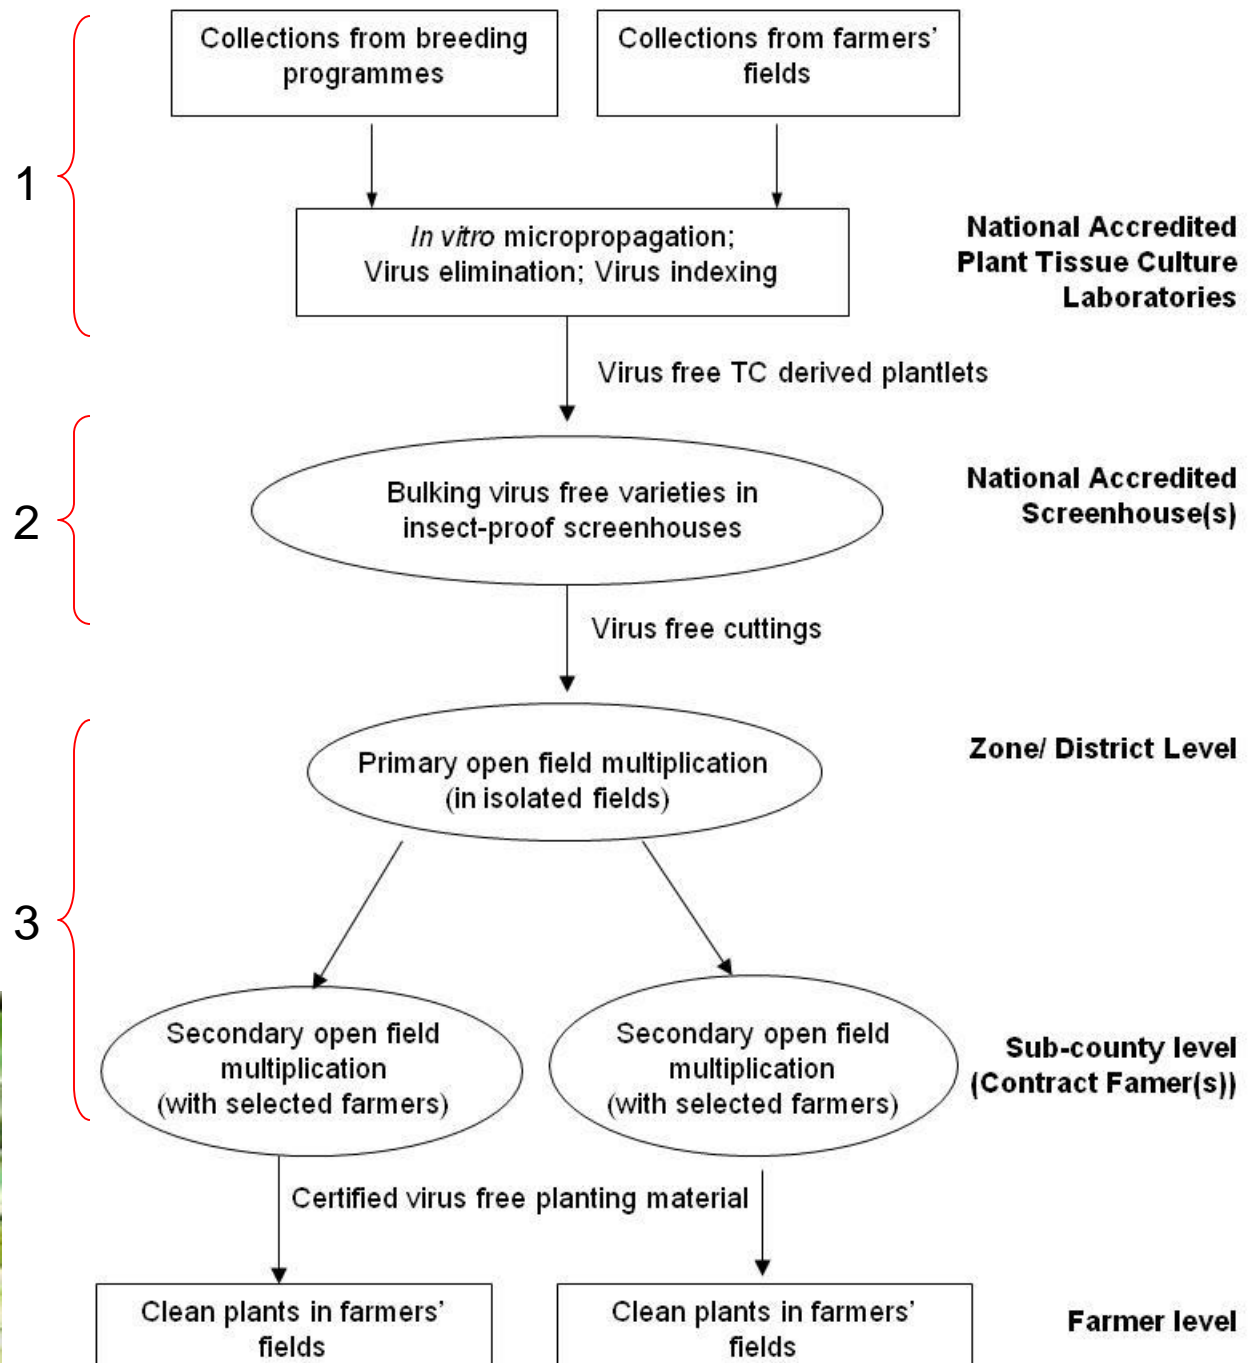 1
Collections from breeding
programmes
Collections from farmers'
fields
In vitro micropropagation;
Virus elimination; Virus indexing
National Accredited
Plant Tissue Culture
Laboratories
Virus free TC derived plantlets
2
Bulking virus free varieties in
insect-proof screenhouses
National Accredited
Screenhouse(s)
Virus free cuttings
3
Primary open field multiplication
(in isolated fields)
Zone/ District Level
Secondary open field
multiplication
(with selected farmers)
Secondary open field
multiplication
(with selected farmers)
Sub-county level
(Contract Famer(s))
Certified virus free planting material
Clean plants in farmers'
fields
Clean plants in farmers'
fields
Farmer level